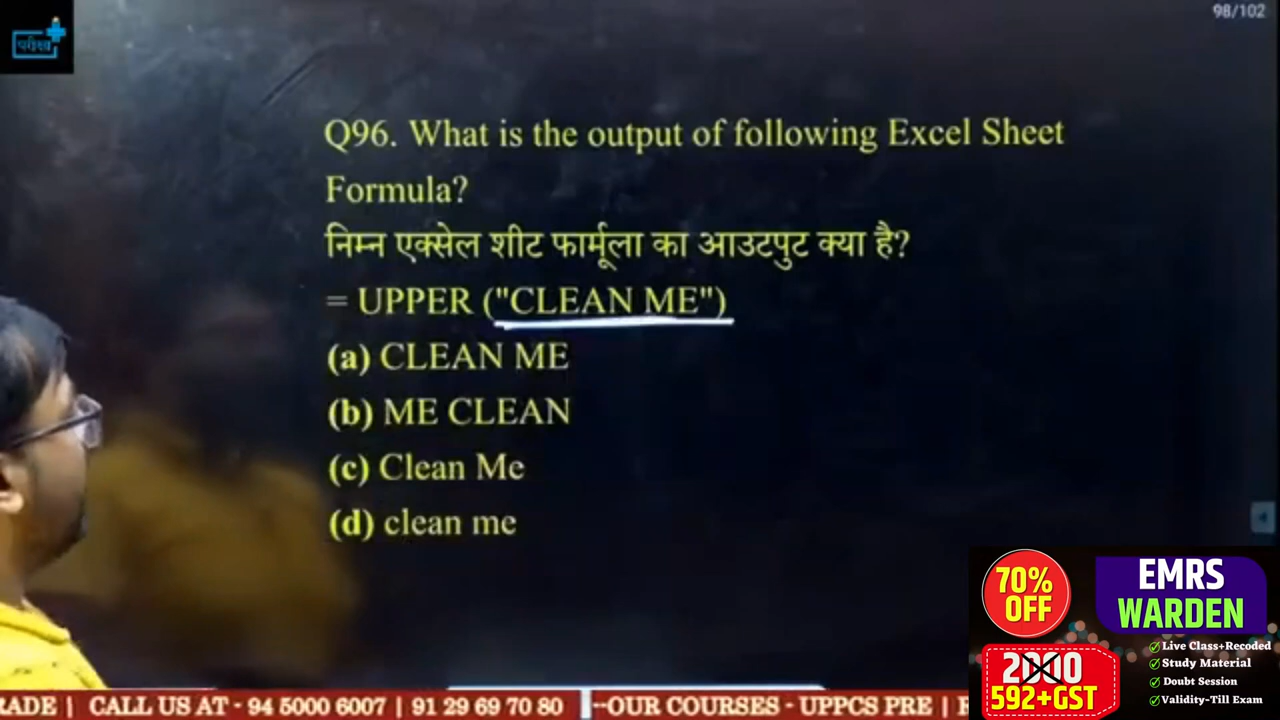 98/102
परीक्षा
Q96. What is the output of following Excel Sheet
Formula?
निम्न एक्सेल शीट फार्मूला का आउटपुट क्या है?
= UPPER ("CLEAN ME")
(a) CLEAN ME
(b) ME CLEAN
(c) Clean Me
(d) clean me
70%
OFF
EMRS
WARDEN
2000
592+GST
Live Class+Recoded
Study Material
Doubt Session
Validity-Till Exam
RADE | CALL US AT - 94 5000 6007 | 91 29 69 70 80 --OUR COURSES - UPPCS PRE |